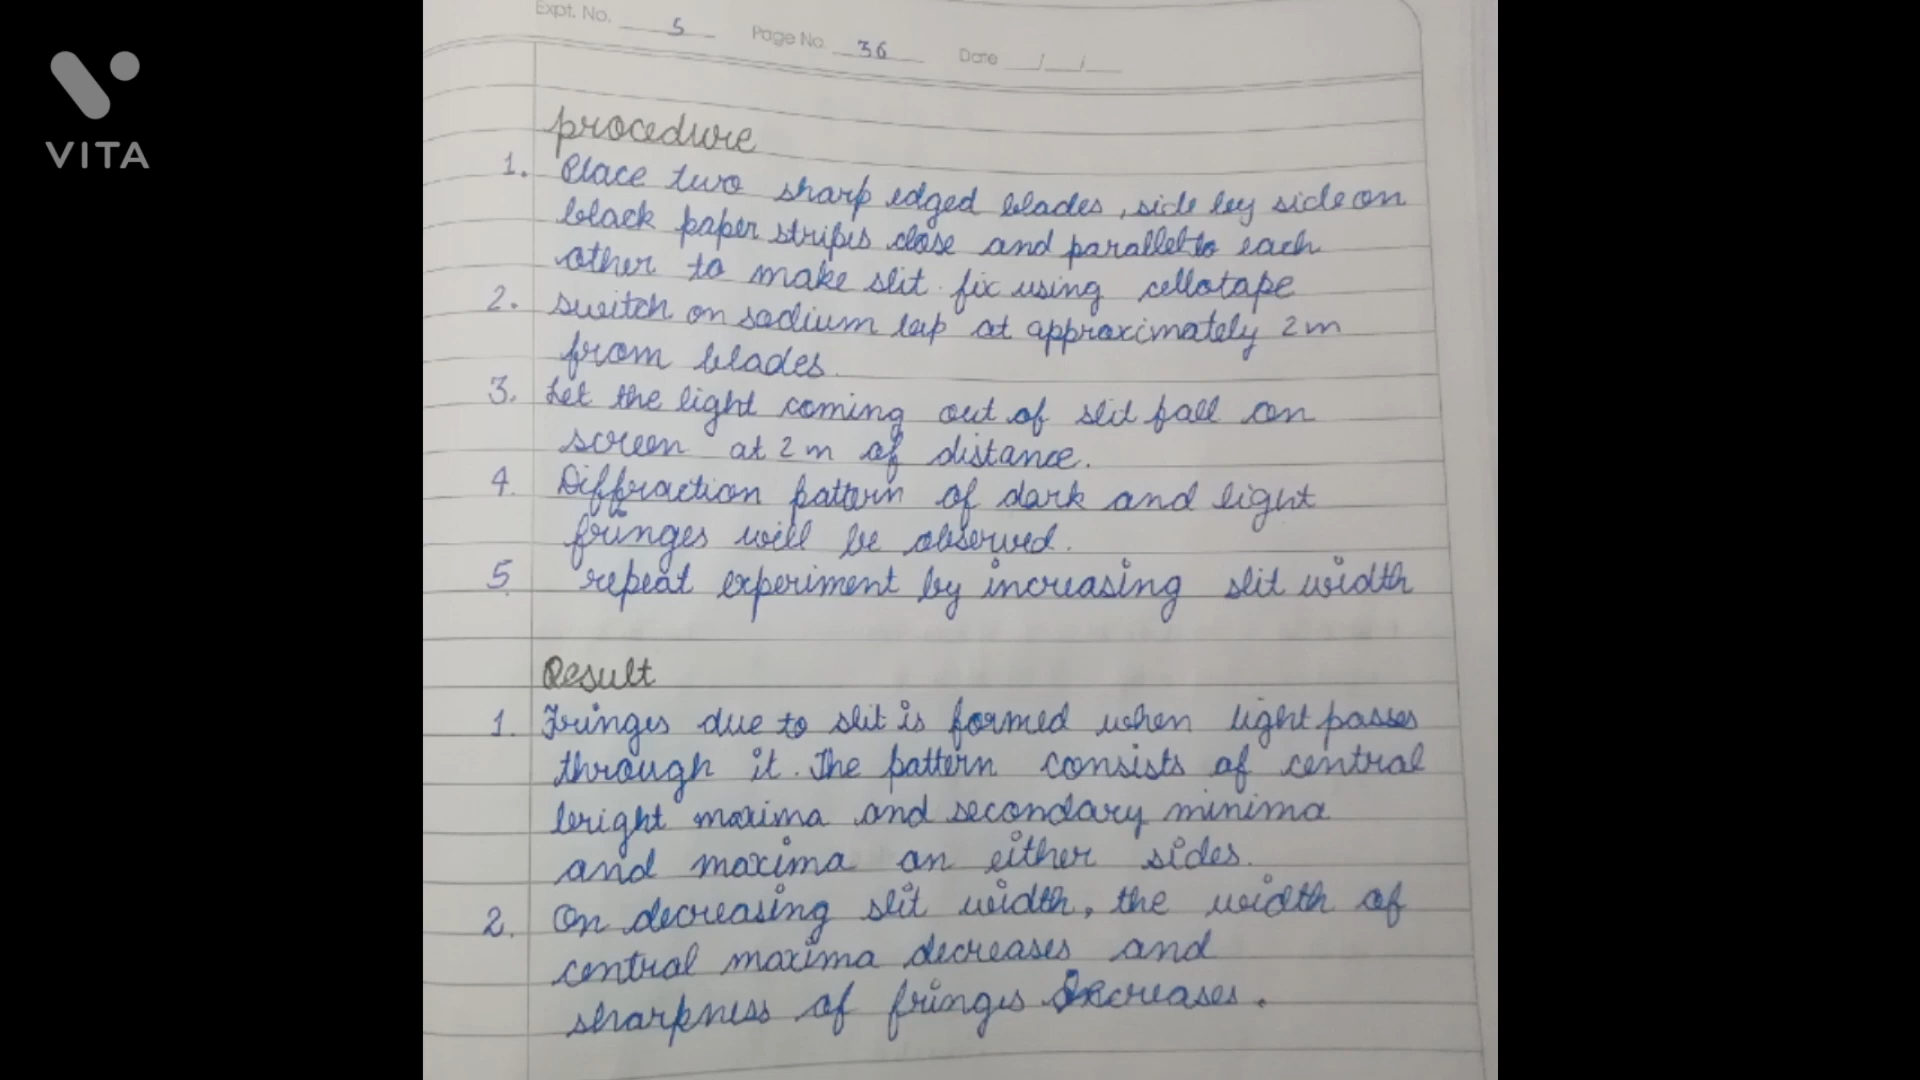 VITA
Expt. No. 5 Page No. 36 Date / /
procedure
1. Place two sharp edged blades, side by side on
black paper stripes close and parallel to each
other to make slit. fix using cellotape
2. switch on sodium lap at approximately 2m
from blades.
3. Let the light coming out of slit fall on
screen at 2m of distance.
4. Diffraction pattern of dark and light
fringes will be observed.
5. repeat experiment by increasing slit width
Result
1. Fringes due to slit is formed when light passes
through it. The pattern consists of central
bright maxima and secondary minima
and maxima on either sides.
2. On decreasing slit width, the width of
central maxima decreases and
sharpness of fringes decreases.